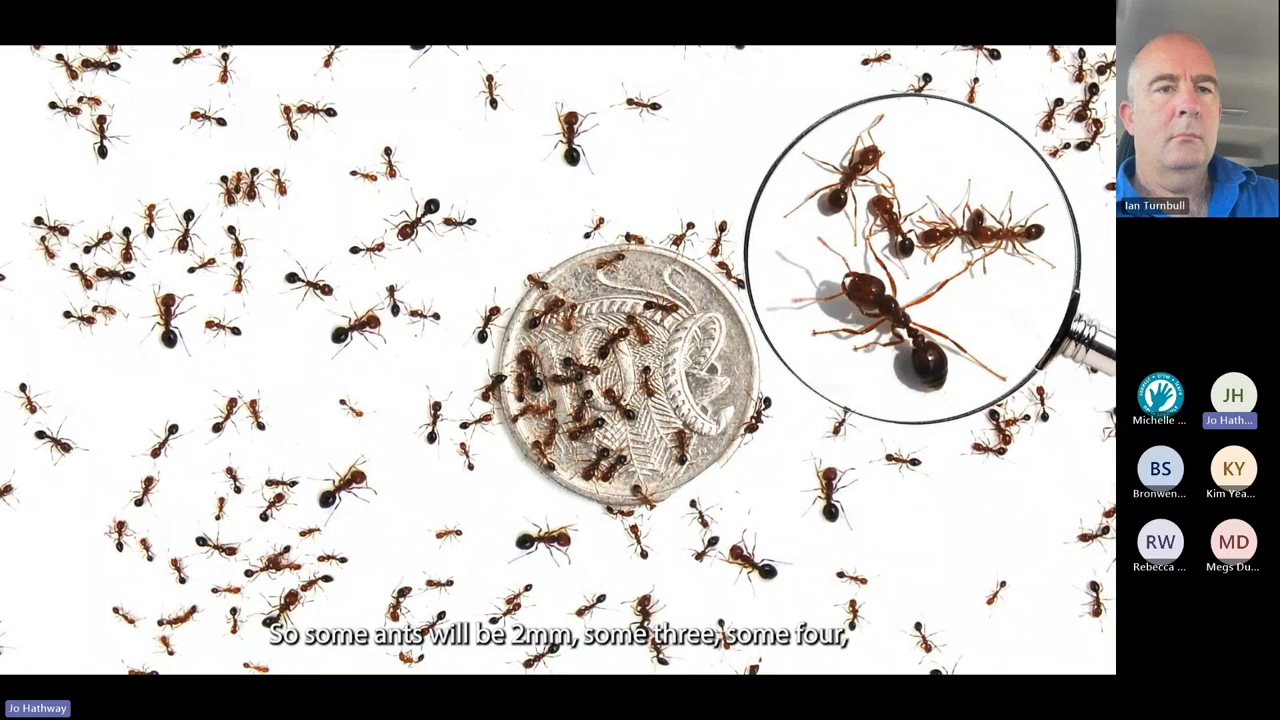 Ian Turnbull
So some ants will be 2mm, some three, some four,
Michelle ...
JH
Jo Hath...
BS
Bronwen...
KY
Kim Yea...
RW
Rebecca ...
MD
Megs Du...
Jo Hathway